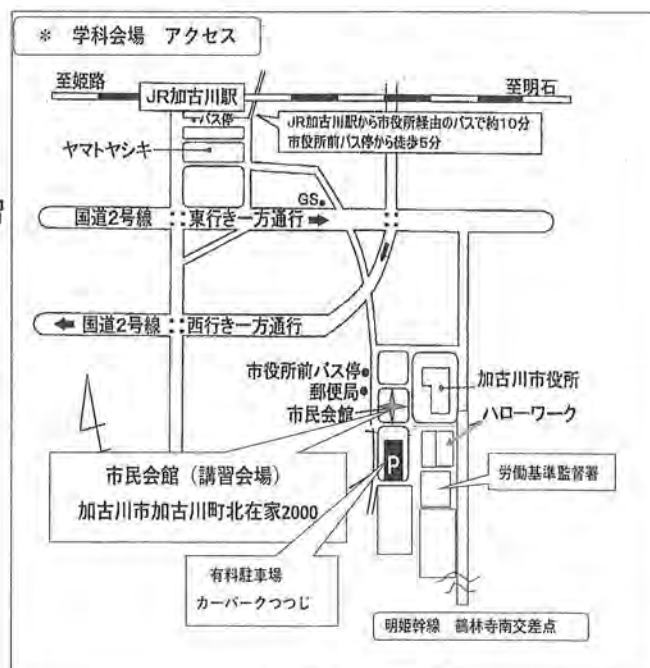 * 学科会場 アクセス
至姫路
JR加古川駅
至明石
バス停
JR加古川駅から市役所経由のバスで約10分
市役所前バス停から徒歩5分
ヤマトヤシキ
GS
国道2号線
東行き一方通行
国道2号線
西行き一方通行
市役所前バス停
郵便局
市民会館
加古川市役所
ハローワーク
P
市民会館(講習会場)
加古川市加古川町北在家2000
労働基準監督署
有料駐車場
カーパークつつじ
明姫幹線 鶴林寺南交差点